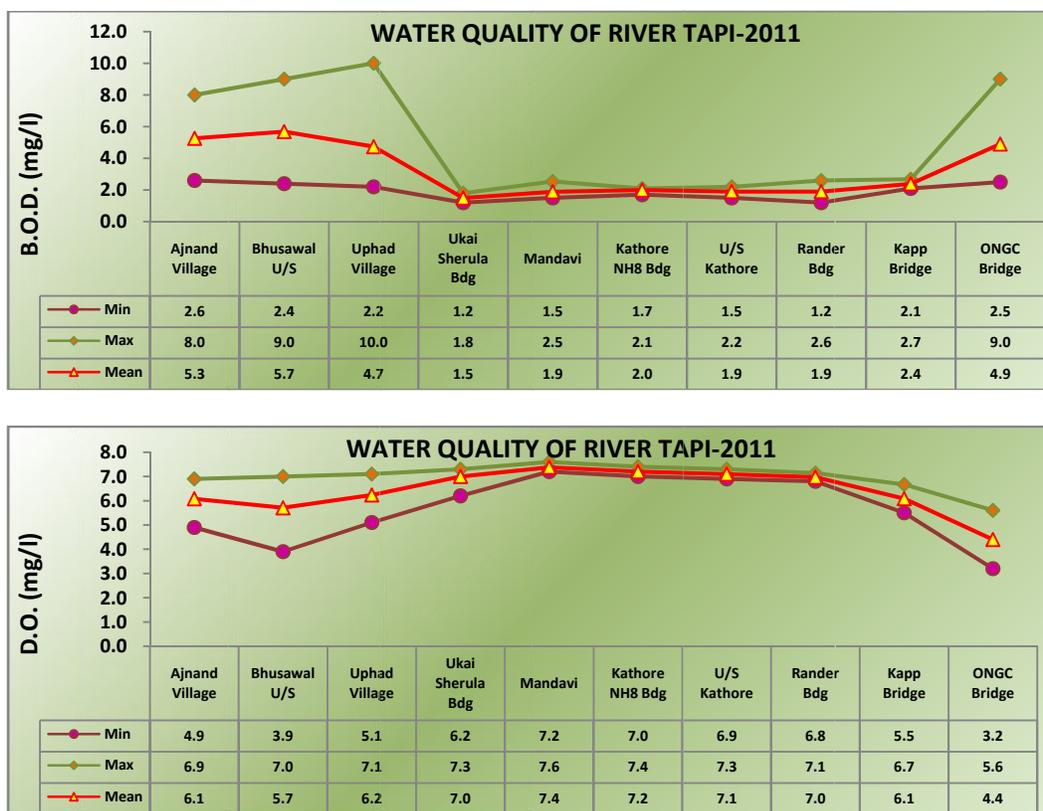 WATER QUALITY OF RIVER TAPI-2011
B.O.D. (mg/l)
12.0
10.0
8.0
6.0
4.0
2.0
0.0
Ajnand Village Bhusawal U/S Uphad Village Ukai Sherula Bdg Mandavi Kathore NH8 Bdg U/S Kathore Rander Bdg Kapp Bridge ONGC Bridge
Min 2.6 2.4 2.2 1.2 1.5 1.7 1.5 1.2 2.1 2.5
Max 8.0 9.0 10.0 1.8 2.5 2.1 2.2 2.6 2.7 9.0
Mean 5.3 5.7 4.7 1.5 1.9 2.0 1.9 1.9 2.4 4.9
WATER QUALITY OF RIVER TAPI-2011
D.O. (mg/l)
8.0
7.0
6.0
5.0
4.0
3.0
2.0
1.0
0.0
Ajnand Village Bhusawal U/S Uphad Village Ukai Sherula Bdg Mandavi Kathore NH8 Bdg U/S Kathore Rander Bdg Kapp Bridge ONGC Bridge
Min 4.9 3.9 5.1 6.2 7.2 7.0 6.9 6.8 5.5 3.2
Max 6.9 7.0 7.1 7.3 7.6 7.4 7.3 7.1 6.7 5.6
Mean 6.1 5.7 6.2 7.0 7.4 7.2 7.1 7.0 6.1 4.4